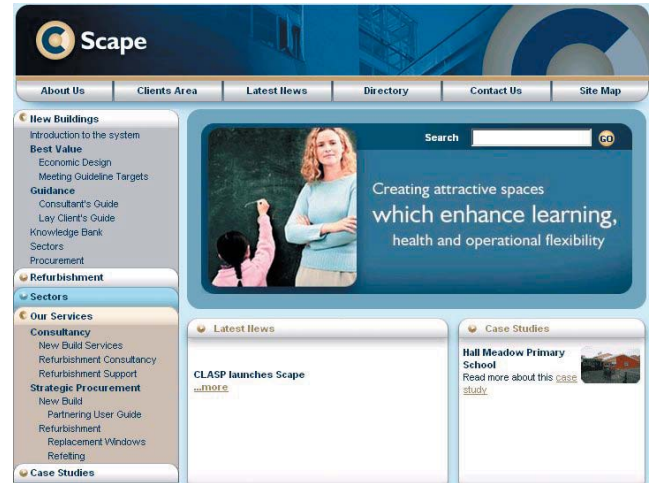 Scape
About Us
Clients Area
Latest News
Directory
Contact Us
Site Map
New Buildings
Introduction to the system
Best Value
Economic Design
Meeting Guideline Targets
Guidance
Consultant's Guide
Lay Client's Guide
Knowledge Bank
Sectors
Procurement
Refurbishment
Sectors
Our Services
Consultancy
New Build Services
Refurbishment Consultancy
Refurbishment Support
Strategic Procurement
New Build
Partnering User Guide
Refurbishment
Replacement Windows
Refelting
Case Studies
Search
GO
Creating attractive spaces
which enhance learning,
health and operational flexibility
Latest News
CLASP launches Scape
...more
Case Studies
Hall Meadow Primary
School
Read more about this case
study